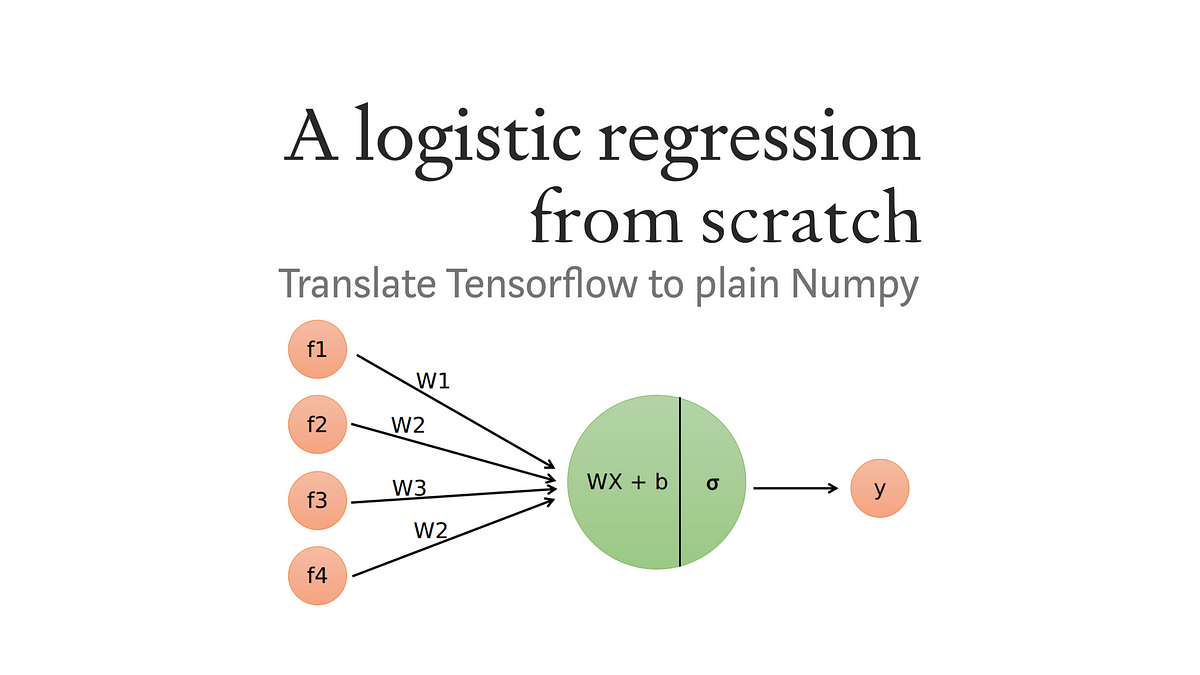 A logistic regression
from scratch
Translate Tensorflow to plain Numpy
f1
W1
f2
W2
f3
W3
f4
W2
WX + b
σ
y